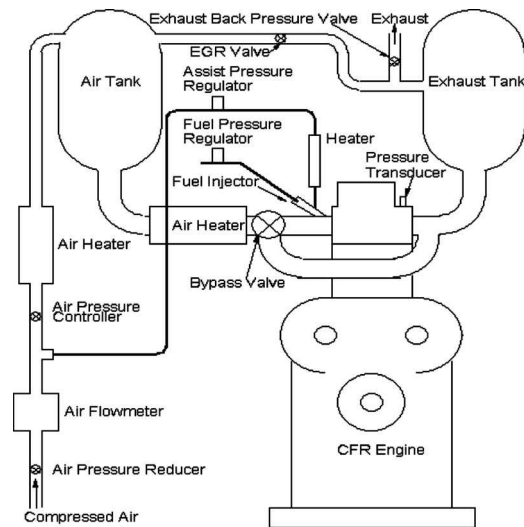 Exhaust Back Pressure Valve
Exhaust
EGR Valve
Air Tank
Exhaust Tank
Assist Pressure
Regulator
Fuel Pressure
Regulator
Heater
Pressure
Transducer
Fuel Injector
Air Heater
Air Heater
Bypass Valve
Air Pressure
Controller
Air Flowmeter
CFR Engine
Air Pressure Reducer
Compressed Air